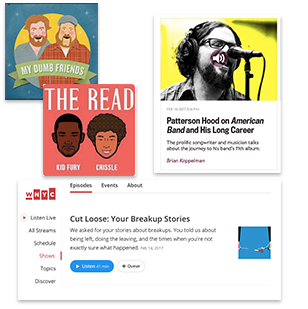 MY DUMB FRIENDS
THE READ
KID FURY
CRISSLE
FEB. 16 2017 5:16 P.M.
Patterson Hood on American
Band and His Long Career
The prolific songwriter and musician talks
about the journey to his band's 11th album.
Brian Koppelman
WNYC
Episodes Events About
Listen Live
All Streams
Schedule
Shows
Topics
Discover
Cut Loose: Your Breakup Stories
We asked for your stories about breakups. You told us about
being left, doing the leaving, and the times when you're not
exactly sure what happened. Feb 14, 2017
Listen 41 min
Queue